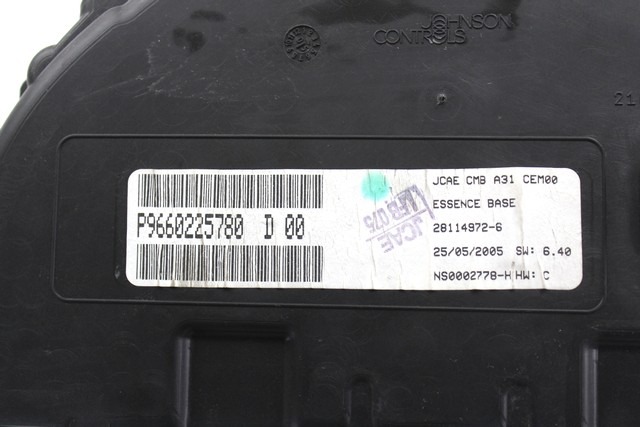 JOHNSON
CONTROLS
21
P9660225780 D 00
JCAE CMB A31 CEM00
ESSENCE BASE
28114972-G
25/05/2005 SW: 6.40
NS0002778-H HW: C
JCAE